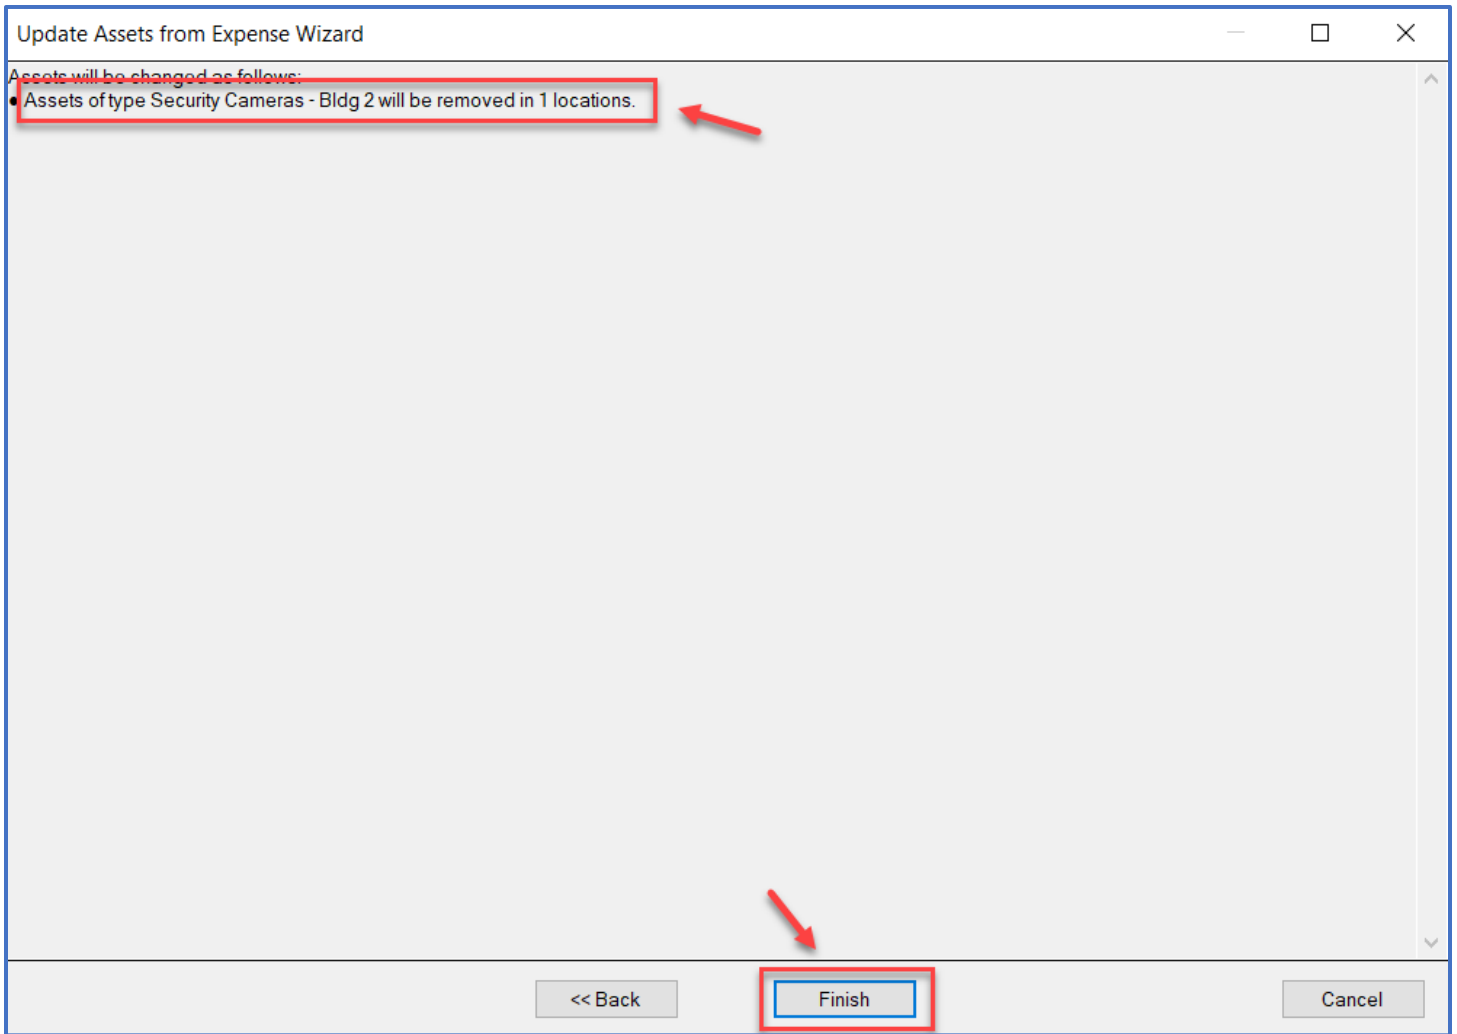 Update Assets from Expense Wizard
Assets will be changed as follows:
● Assets of type Security Cameras - Bldg 2 will be removed in 1 locations.
<< Back
Finish
Cancel